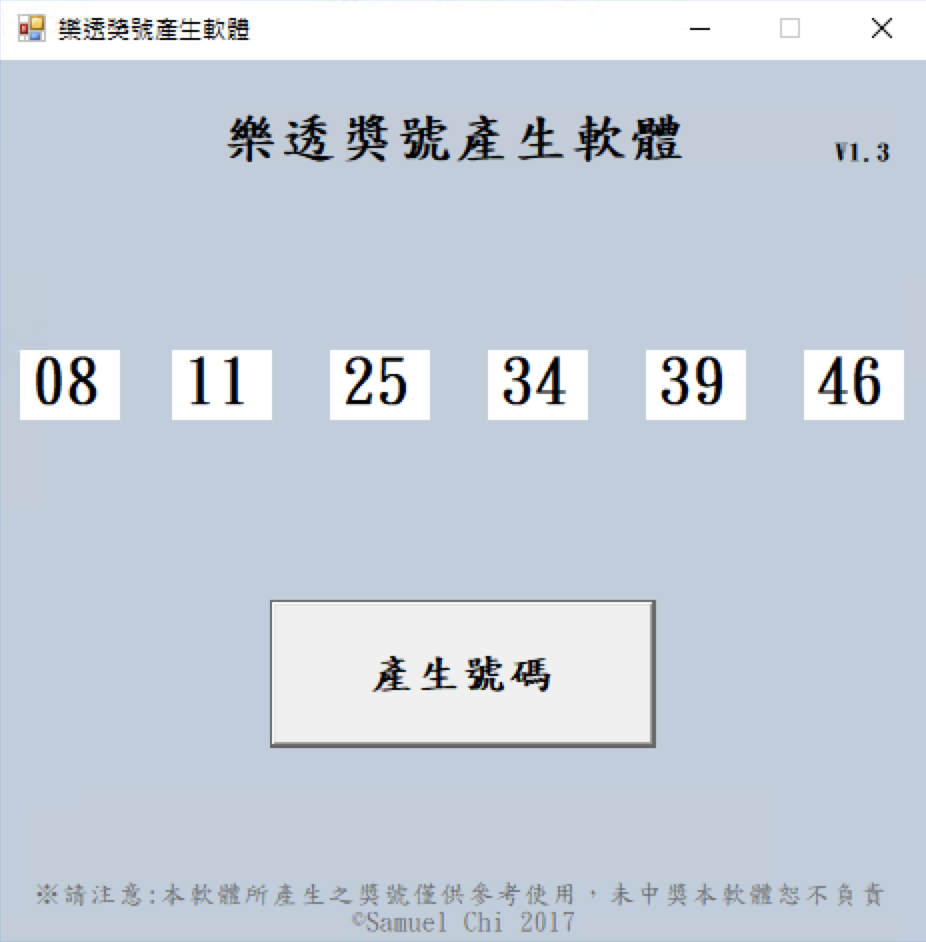 樂透獎號產生軟體
樂透獎號產生軟體
V1.3
08 11 25 34 39 46
產生號碼
※請注意:本軟體所產生之獎號僅供參考使用，未中獎本軟體恕不負責
©Samuel Chi 2017